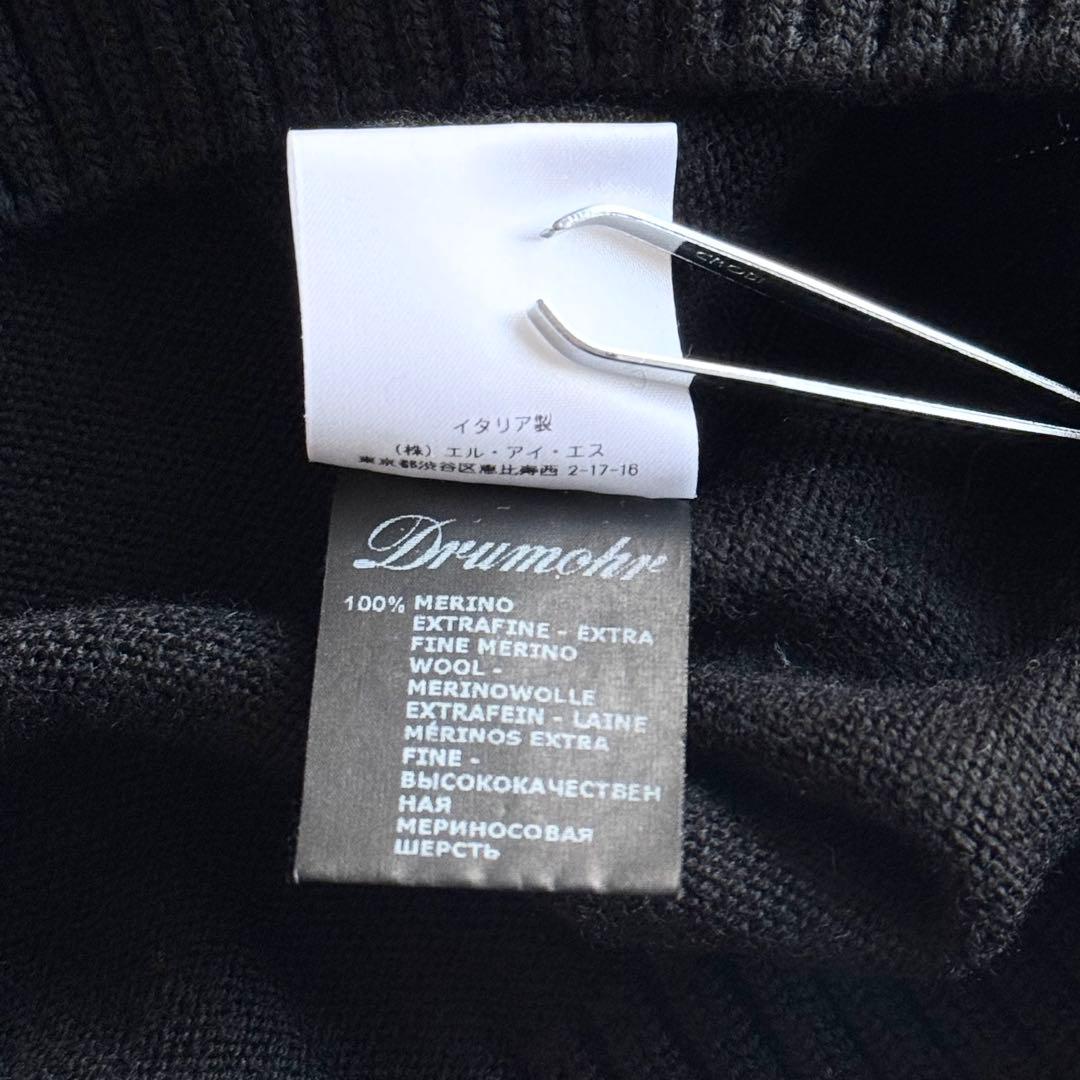 イタリア製
(株) エル・アイ・エス
東京都渋谷区恵比寿西 2-17-16
Drumohr
100% MERINO
EXTRAFINE - EXTRA
FINE MERINO
WOOL -
MERINOWOLLE
EXTRAFEIN - LAINE
MÉRINOS EXTRA
FINE -
ВЫСОКОКАЧЕСТВЕН
НАЯ
МЕРИНОСОВАЯ
ШЕРСТЬ